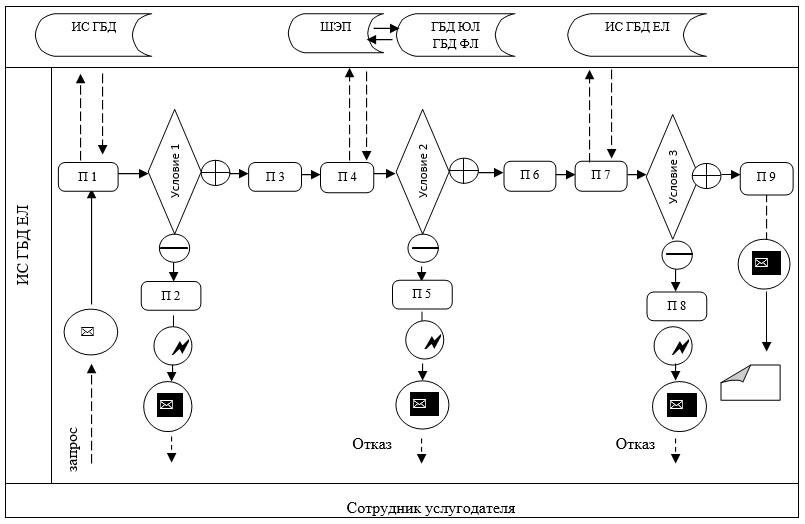 ИС ГБД
ШЭП
ГБД ЮЛ
ГБД ФЛ
ИС ГБД ЕЛ
ИС ГБД ЕЛ
П 1
Условие 1
П 3
П 4
Условие 2
П 6
П 7
Условие 3
П 9
П 2
П 5
П 8
запрос
Отказ
Отказ
Сотрудник услугодателя